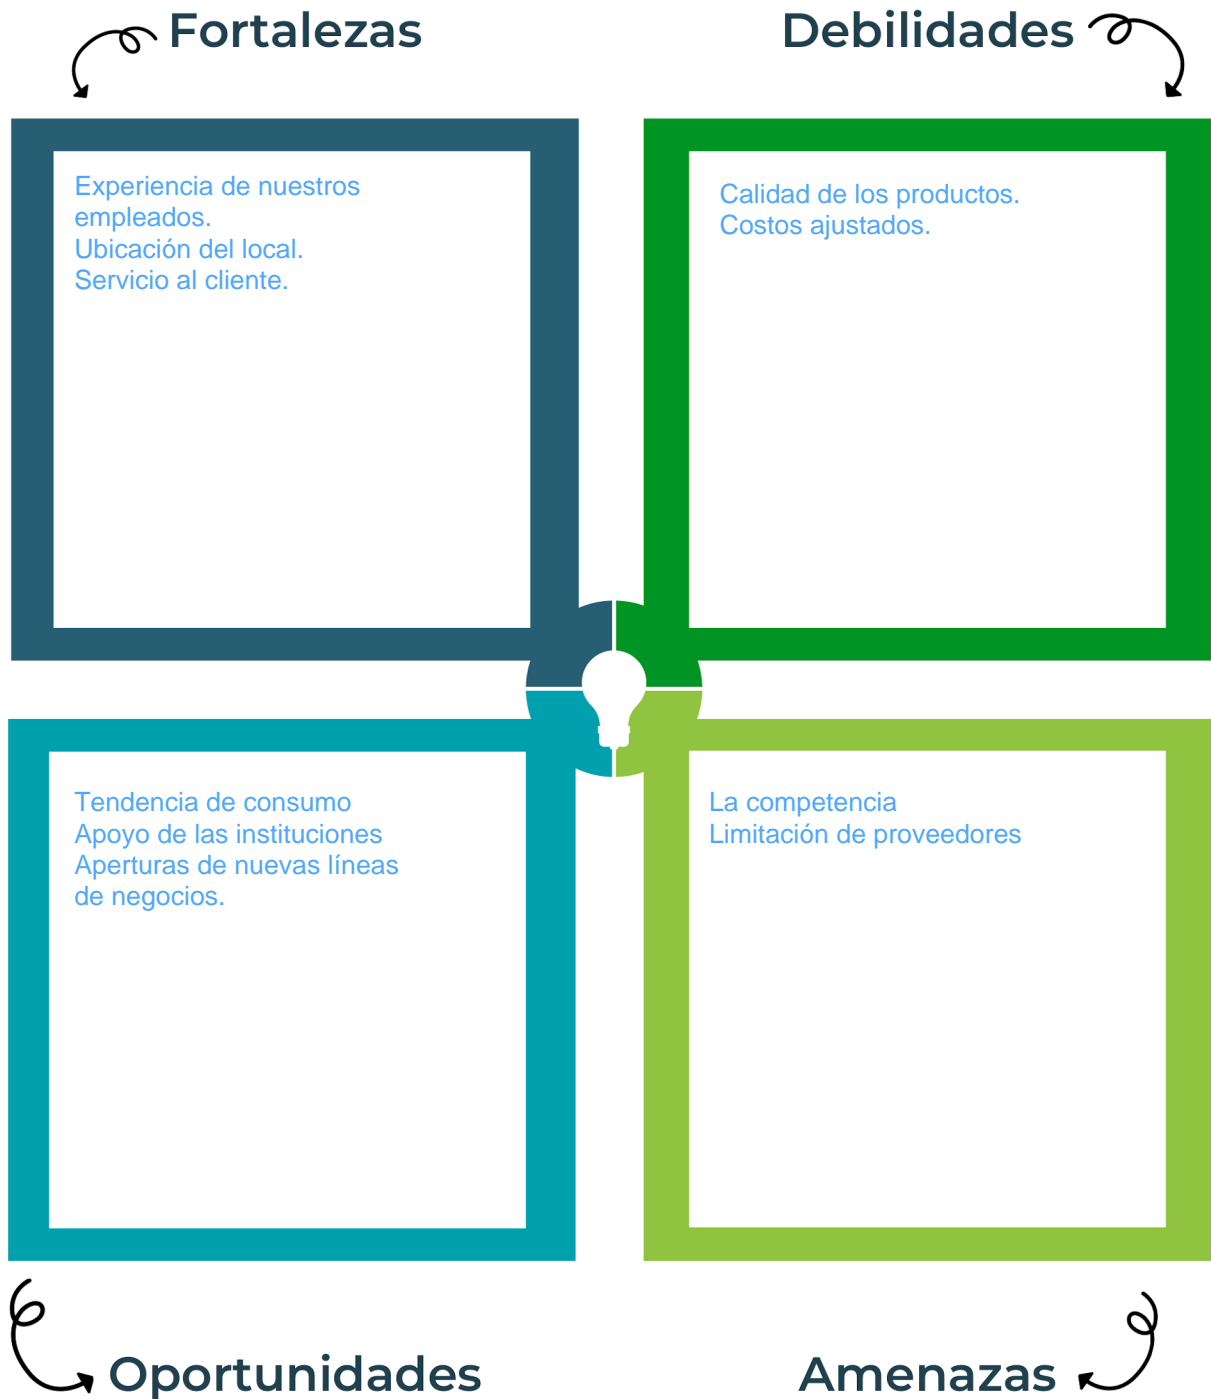 Fortalezas
Debilidades
Experiencia de nuestros
empleados.
Ubicación del local.
Servicio al cliente.
Calidad de los productos.
Costos ajustados.
Tendencia de consumo
Apoyo de las instituciones
Aperturas de nuevas líneas
de negocios.
La competencia
Limitación de proveedores
Oportunidades
Amenazas